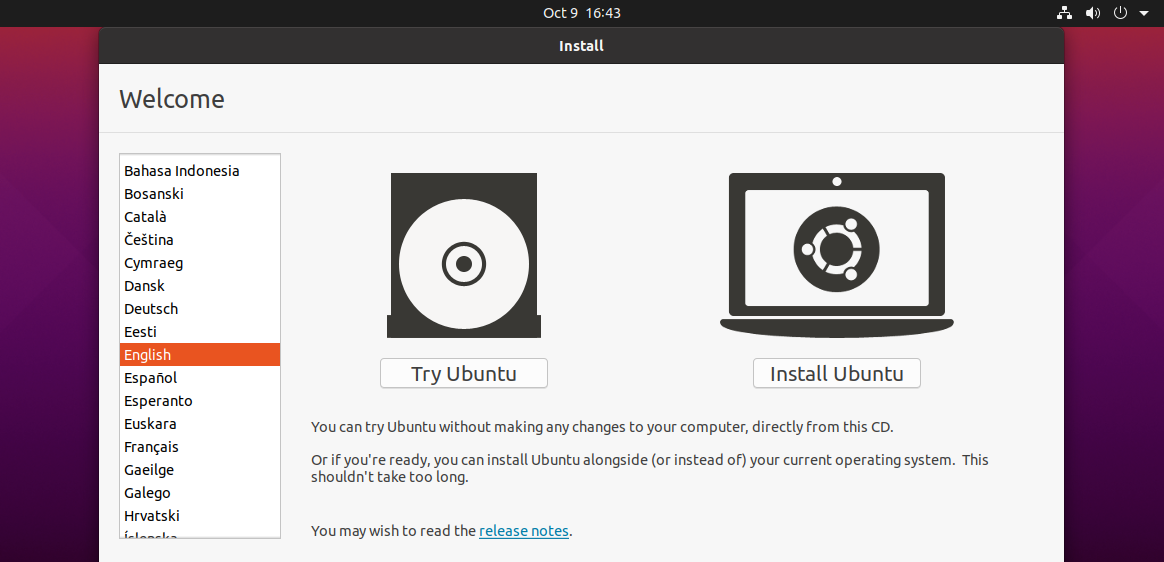 Oct 9 16:43
Install
Welcome
Bahasa Indonesia
Bosanski
Català
Čeština
Cymraeg
Dansk
Deutsch
Eesti
English
Español
Esperanto
Euskara
Français
Gaeilge
Galego
Hrvatski
Íslenska
Try Ubuntu
Install Ubuntu
You can try Ubuntu without making any changes to your computer, directly from this CD.
Or if you're ready, you can install Ubuntu alongside (or instead of) your current operating system. This
shouldn't take too long.
You may wish to read the release notes.